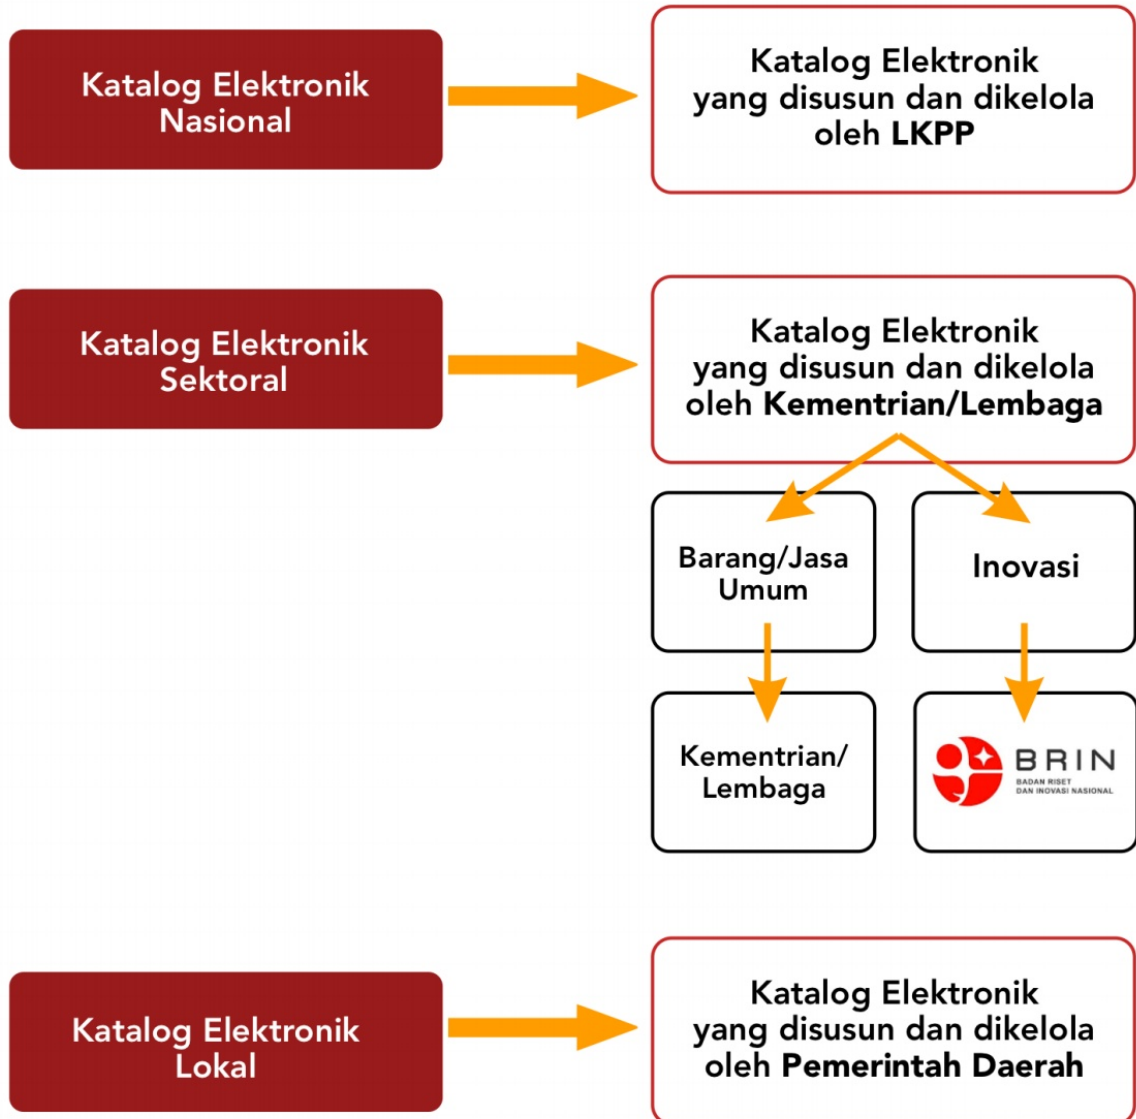 Katalog Elektronik
Nasional
Katalog Elektronik
yang disusun dan dikelola
oleh LKPP
Katalog Elektronik
Sektoral
Katalog Elektronik
yang disusun dan dikelola
oleh Kementrian/Lembaga
Barang/Jasa
Umum
Inovasi
Kementrian/
Lembaga
BRIN
BADAN RISET
DAN INOVASI NASIONAL
Katalog Elektronik
Lokal
Katalog Elektronik
yang disusun dan dikelola
oleh Pemerintah Daerah